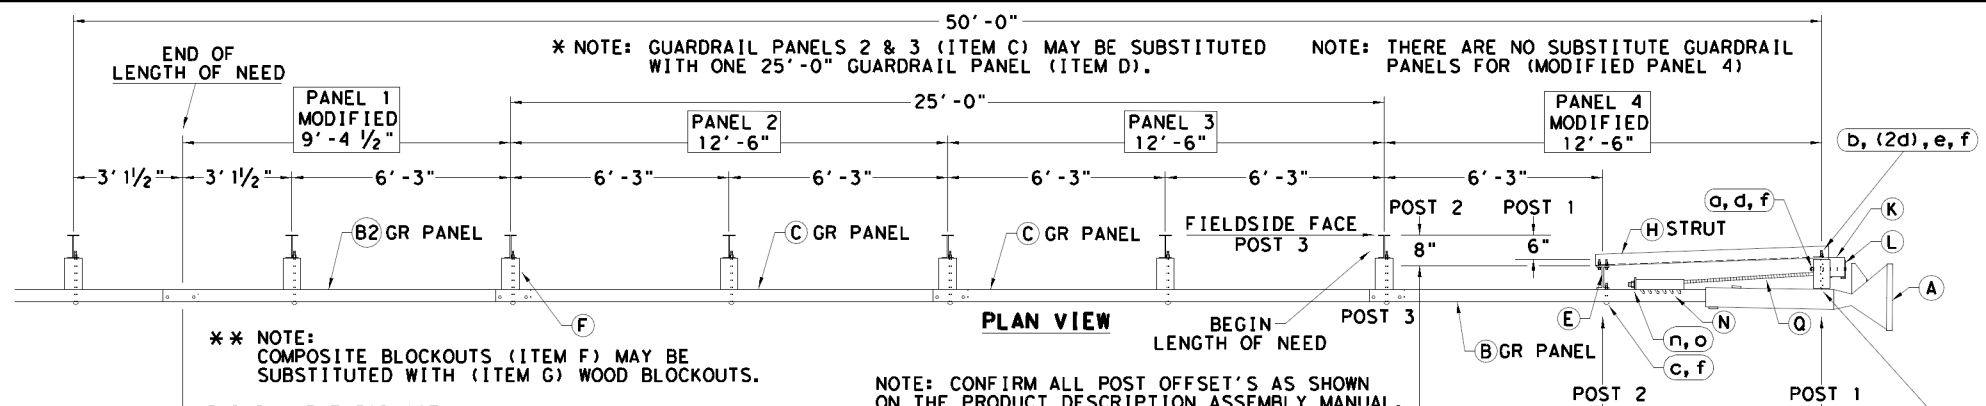 50'-0"
END OF
LENGTH OF NEED
* NOTE: GUARDRAIL PANELS 2 & 3 (ITEM C) MAY BE SUBSTITUTED
WITH ONE 25'-0" GUARDRAIL PANEL (ITEM D).
NOTE: THERE ARE NO SUBSTITUTE GUARDRAIL
PANELS FOR (MODIFIED PANEL 4)
PANEL 1
MODIFIED
9'-4 1/2"
25'-0"
PANEL 2
12'-6"
PANEL 3
12'-6"
PANEL 4
MODIFIED
12'-6"
b, (2d), e, f
3' 1/2"
3' 1/2"
6'-3"
6'-3"
6'-3"
6'-3"
6'-3"
6'-3"
POST 2
POST 1
a, d, f
K
B2 GR PANEL
C GR PANEL
C GR PANEL
FIELDSIDE FACE
POST 3
8"
6"
H STRUT
L
A
F
PLAN VIEW
BEGIN
LENGTH OF NEED
POST 3
E
N
Q
n, o
B GR PANEL
c, f
** NOTE:
COMPOSITE BLOCKOUTS (ITEM F) MAY BE
SUBSTITUTED WITH (ITEM G) WOOD BLOCKOUTS.
NOTE: CONFIRM ALL POST OFFSET'S AS SHOWN
ON THE PRODUCT DESCRIPTION ASSEMBLY MANUAL.
POST 2
POST 1